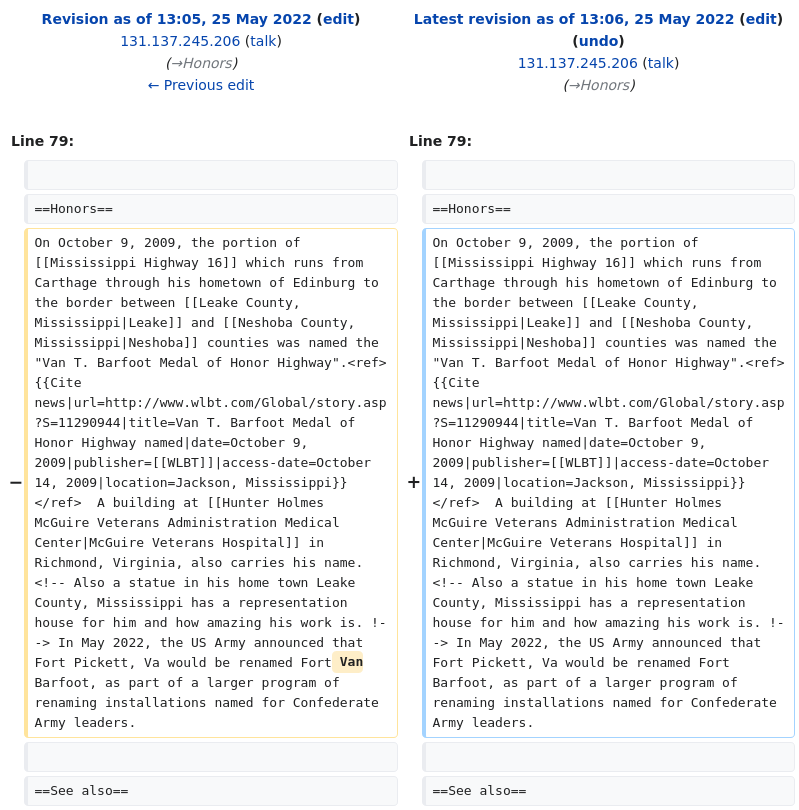 Revision as of 13:05, 25 May 2022 (edit)
131.137.245.206 (talk)
(→Honors)
← Previous edit
Latest revision as of 13:06, 25 May 2022 (edit)
(undo)
131.137.245.206 (talk)
(→Honors)
Line 79:
==Honors==
−
On October 9, 2009, the portion of
[[Mississippi Highway 16]] which runs from
Carthage through his hometown of Edinburg to
the border between [[Leake County,
Mississippi|Leake]] and [[Neshoba County,
Mississippi|Neshoba]] counties was named the
"Van T. Barfoot Medal of Honor Highway".<ref>
{{Cite
news|url=http://www.wlbt.com/Global/story.asp
?S=11290944|title=Van T. Barfoot Medal of
Honor Highway named|date=October 9,
2009|publisher=[[WLBT]]|access-date=October
14, 2009|location=Jackson, Mississippi}}
</ref>  A building at [[Hunter Holmes
McGuire Veterans Administration Medical
Center|McGuire Veterans Hospital]] in
Richmond, Virginia, also carries his name.
<!-- Also a statue in his home town Leake
County, Mississippi has a representation
house for him and how amazing his work is. !-
-> In May 2022, the US Army announced that
Fort Pickett, Va would be renamed Fort Van
Barfoot, as part of a larger program of
renaming installations named for Confederate
Army leaders.
==See also==
Line 79:
==Honors==
+
On October 9, 2009, the portion of
[[Mississippi Highway 16]] which runs from
Carthage through his hometown of Edinburg to
the border between [[Leake County,
Mississippi|Leake]] and [[Neshoba County,
Mississippi|Neshoba]] counties was named the
"Van T. Barfoot Medal of Honor Highway".<ref>
{{Cite
news|url=http://www.wlbt.com/Global/story.asp
?S=11290944|title=Van T. Barfoot Medal of
Honor Highway named|date=October 9,
2009|publisher=[[WLBT]]|access-date=October
14, 2009|location=Jackson, Mississippi}}
</ref>  A building at [[Hunter Holmes
McGuire Veterans Administration Medical
Center|McGuire Veterans Hospital]] in
Richmond, Virginia, also carries his name.
<!-- Also a statue in his home town Leake
County, Mississippi has a representation
house for him and how amazing his work is. !-
-> In May 2022, the US Army announced that
Fort Pickett, Va would be renamed Fort
Barfoot, as part of a larger program of
renaming installations named for Confederate
Army leaders.
==See also==